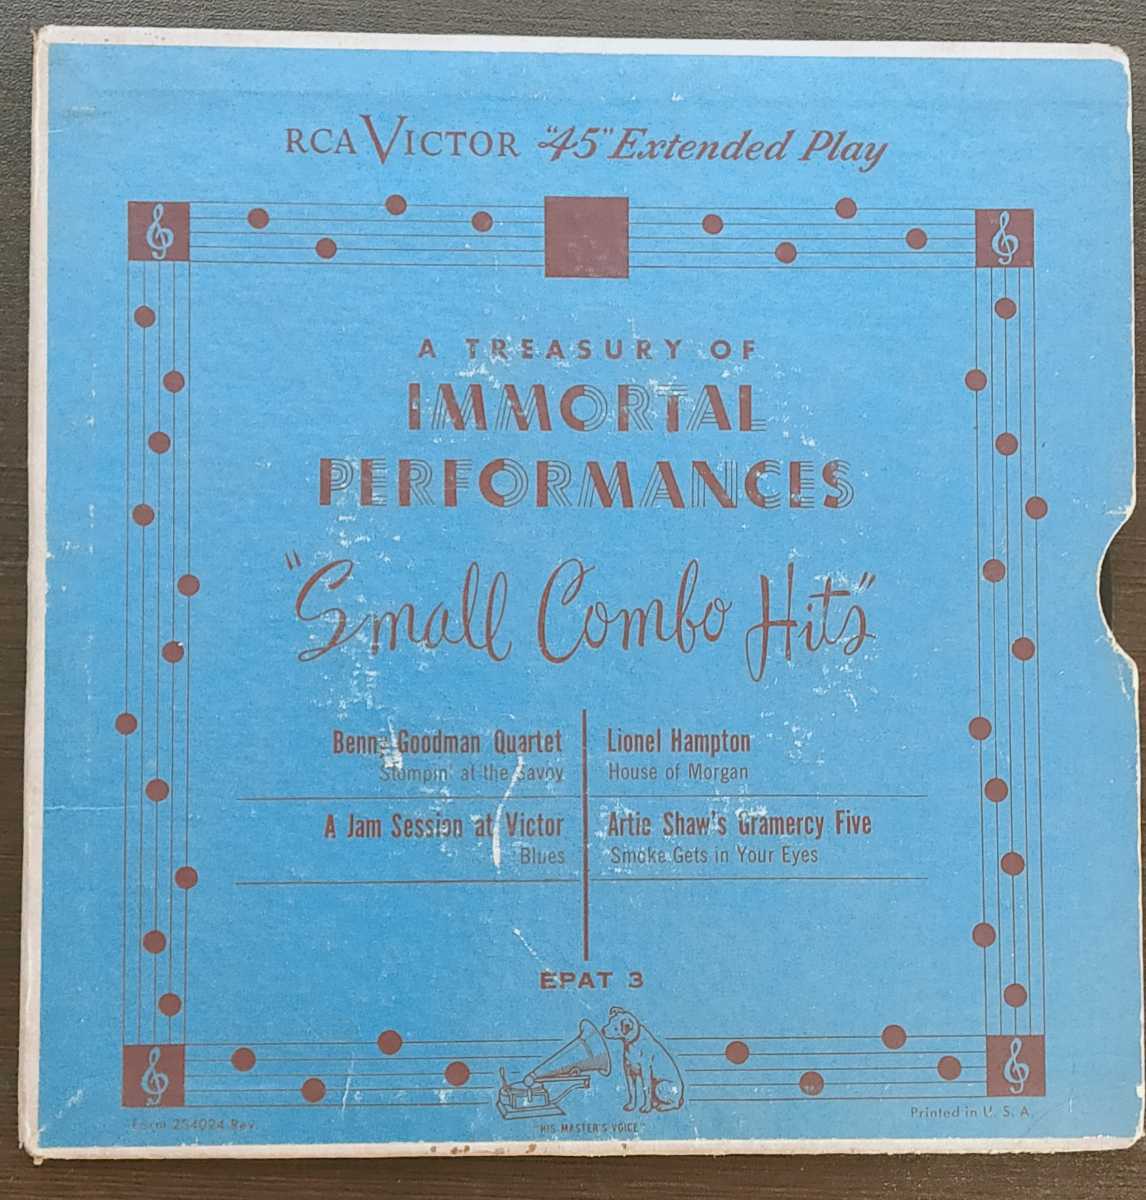 RCA VICTOR "45" Extended Play
A TREASURY OF
IMMORTAL
PERFORMANCES
"Small Combo Hits"
Benny Goodman Quartet
Stompin' at the Savoy
Lionel Hampton
House of Morgan
A Jam Session at Victor
Blues
Artie Shaw's Gramercy Five
Smoke Gets in Your Eyes
EPAT 3
"HIS MASTER'S VOICE"
Form 254024 Rev.
Printed in U. S. A.